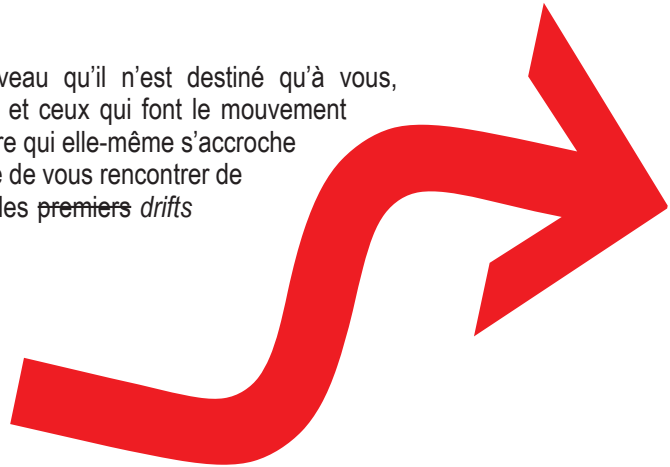 veau qu'il n'est destiné qu'à vous,
et ceux qui font le mouvement
re qui elle-même s’accroche
e de vous rencontrer de
les premiers drifts